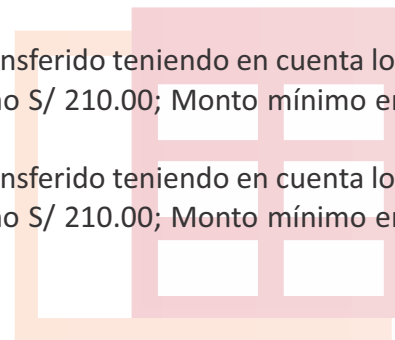 nsferido teniendo en cuenta lo
no S/ 210.00; Monto mínimo en
nsferido teniendo en cuenta lo
no S/ 210.00; Monto mínimo en